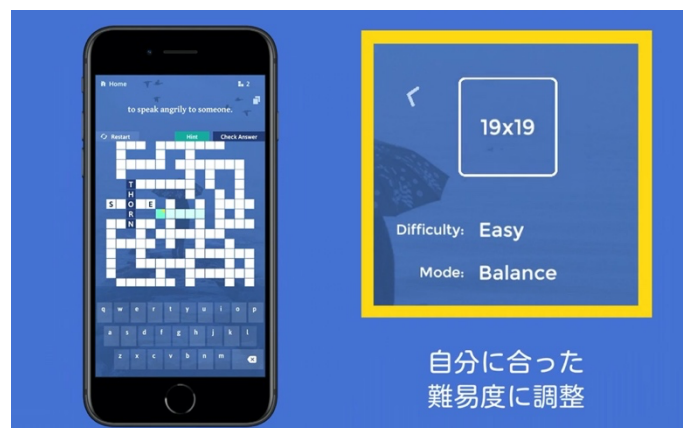 Home
2
to speak angrily to someone.
Restart
Hint
Check Answer
T
H
S O E
R
N
q w e r t y u i o p
a s d f g h j k l
z x c v b n m
19x19
Difficulty: Easy
Mode: Balance
自分に合った
難易度に調整